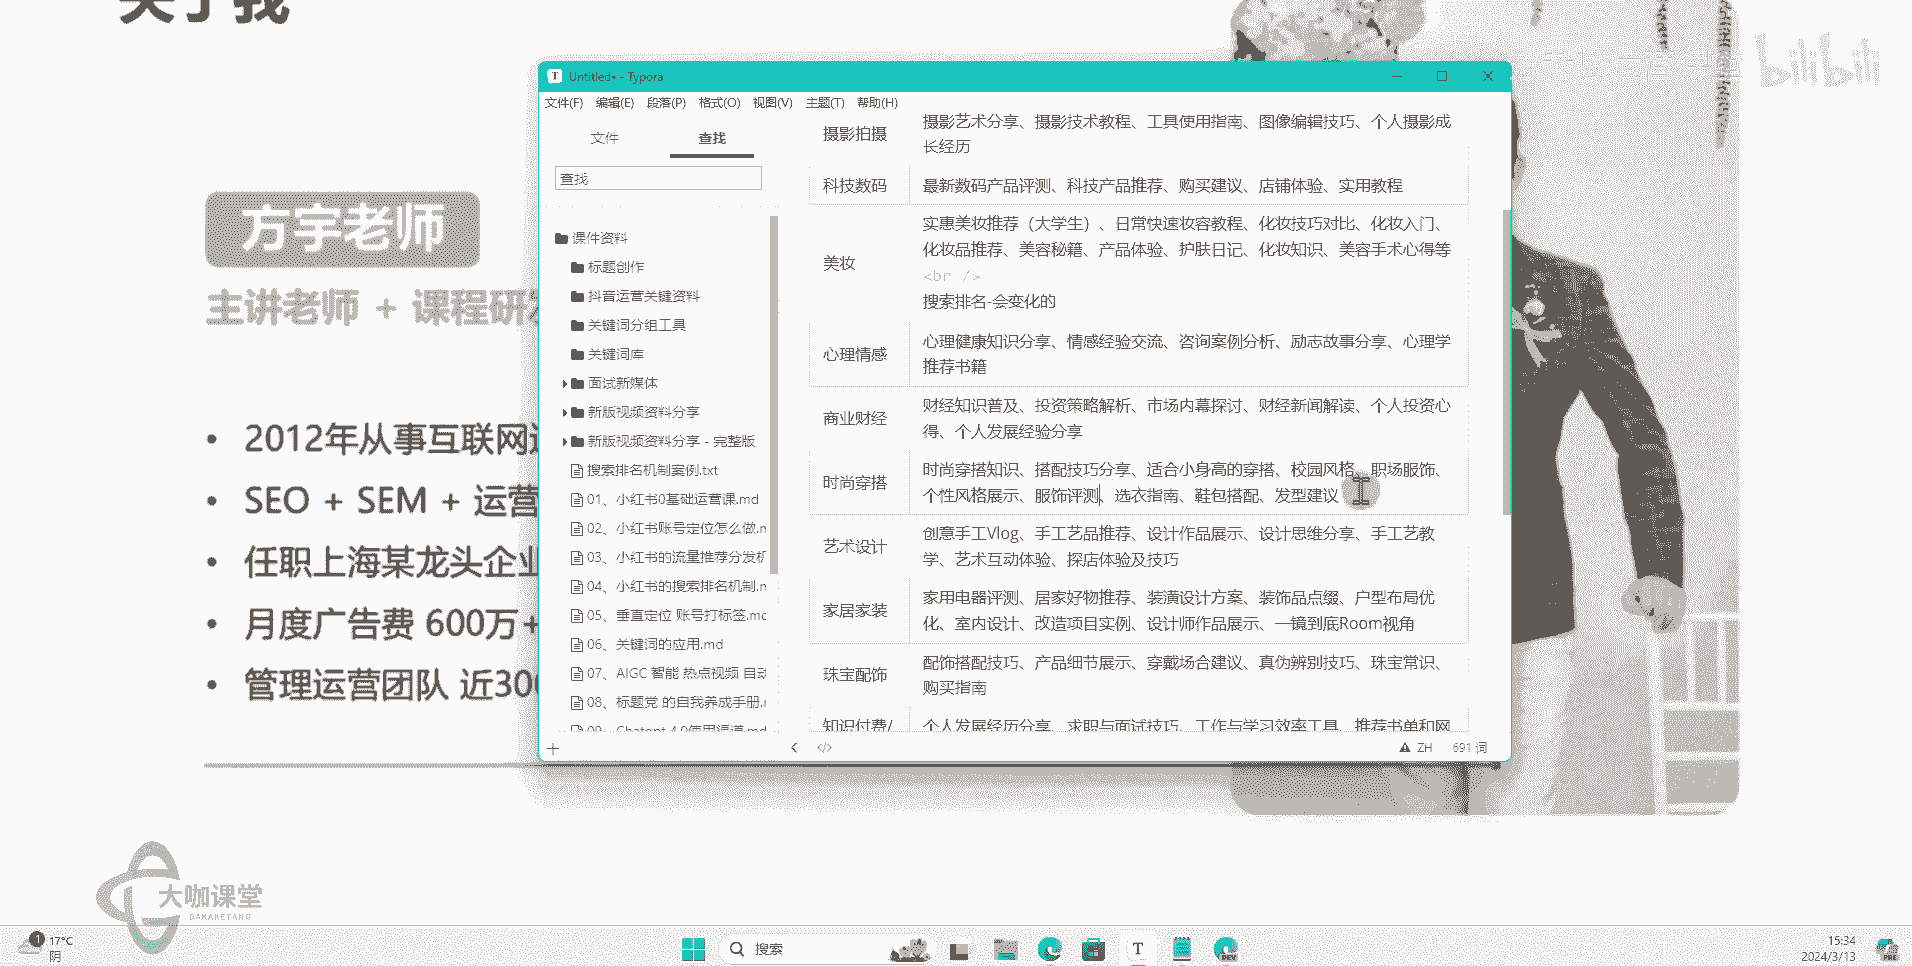 关于我
bilibili
方宇老师
主讲老师 + 课程研发
• 2012年从事互联网
• SEO + SEM + 运营
• 任职上海某龙头企业
• 月度广告费 600万+
• 管理运营团队 近300
Untitled• - Typora
文件(F) 编辑(E) 段落(P) 格式(O) 视图(V) 主题(T) 帮助(H)
文件 查找
查找
课件资料
标题创作
抖音运营关键资料
关键词分组工具
关键词库
面试新媒体
新版视频资料分享
新版视频资料分享 - 完整版
搜索排名机制案例.txt
01、小红书0基础运营课.md
02、小红书账号定位怎么做.m
03、小红书的流量推荐分发机
04、小红书的搜索排名机制.m
05、垂直定位 账号打标签.mc
06、关键词的应用.md
07、AIGC 智能 热点视频 自动
08、标题党 的自我养成手册.r
09、Chatgpt 4.0使用渠道.md
摄影拍摄
摄影艺术分享、摄影技术教程、工具使用指南、图像编辑技巧、个人摄影成
长经历
科技数码
最新数码产品评测、科技产品推荐、购买建议、店铺体验、实用教程
美妆
实惠美妆推荐（大学生）、日常快速妆容教程、化妆技巧对比、化妆入门、
化妆品推荐、美容秘籍、产品体验、护肤日记、化妆知识、美容手术心得等
<br />
搜索排名-会变化的
心理情感
心理健康知识分享、情感经验交流、咨询案例分析、励志故事分享、心理学
推荐书籍
商业财经
财经知识普及、投资策略解析、市场内幕探讨、财经新闻解读、个人投资心
得、个人发展经验分享
时尚穿搭
时尚穿搭知识、搭配技巧分享、适合小身高的穿搭、校园风格、职场服饰、
个性风格展示、服饰评测、选衣指南、鞋包搭配、发型建议
艺术设计
创意手工Vlog、手工艺品推荐、设计作品展示、设计思维分享、手工艺教
学、艺术互动体验、探店体验及技巧
家居家装
家用电器评测、居家好物推荐、装潢设计方案、装饰品点缀、户型布局优
化、室内设计、改造项目实例、设计师作品展示、一镜到底Room视角
珠宝配饰
配饰搭配技巧、产品细节展示、穿戴场合建议、真伪辨别技巧、珠宝常识、
购买指南
知识付费/
个人发展经历分享、求职与面试技巧、工作与学习效率工具、推荐书单和网
ZH 691 词
大咖课堂
DAKAKETANG
1 17°C
阴
搜索
15:34
2024/3/13